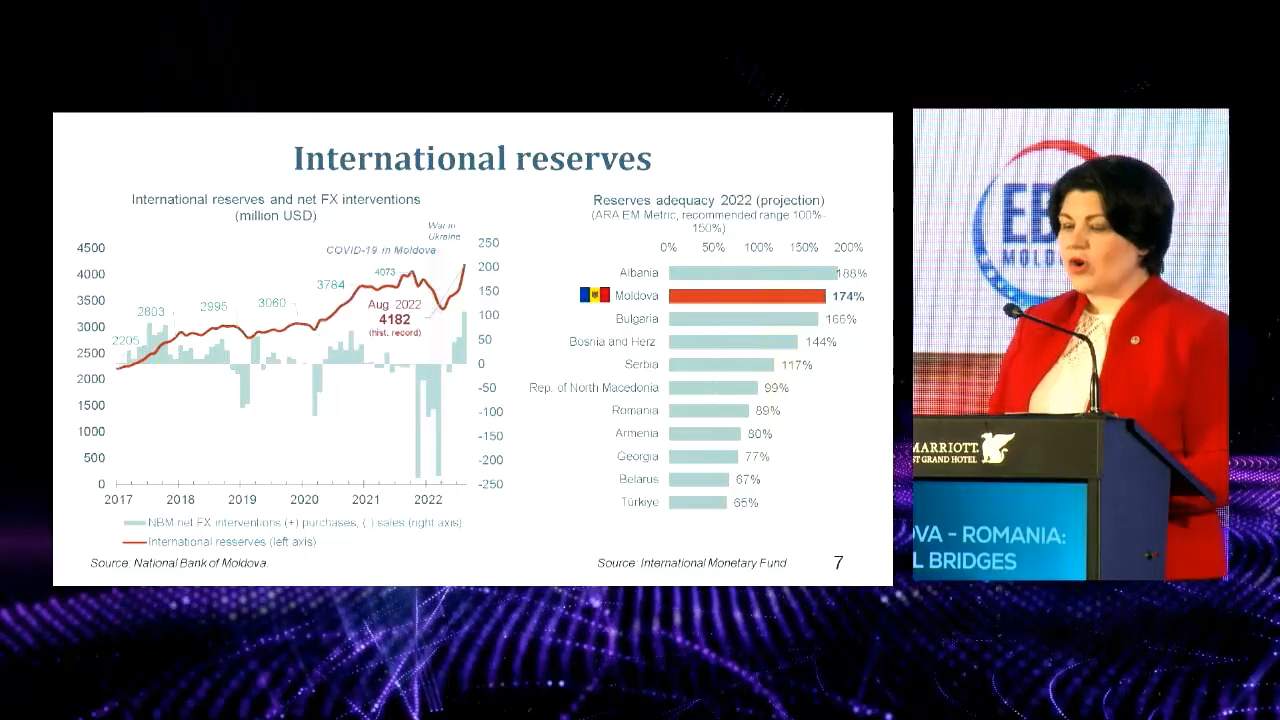 International reserves
International reserves and net FX interventions
(million USD)
War in
Ukraine
COVID-19 in Moldova
4500
4000
3500
3000
2500
2000
1500
1000
500
0
250
200
150
100
50
0
-50
-100
-150
-200
-250
2205
2803
2995
3060
3784
4073
Aug 2022
4182
(hist. record)
2017 2018 2019 2020 2021 2022
NBM net FX interventions (+) purchases, (-) sales (right axis)
International resserves (left axis)
Source: National Bank of Moldova
Reserves adequacy 2022 (projection)
(ARA EM Metric, recommended range 100%-
150%)
0% 50% 100% 150% 200%
Albania 188%
Moldova 174%
Bulgaria 166%
Bosnia and Herz 144%
Serbia 117%
Rep. of North Macedonia 99%
Romania 89%
Armenia 80%
Georgia 77%
Belarus 67%
Türkiye 65%
Source: International Monetary Fund
7
MOLD
MARRIOTT
ST GRAND HOTEL
OVA - ROMANIA:
L BRIDGES